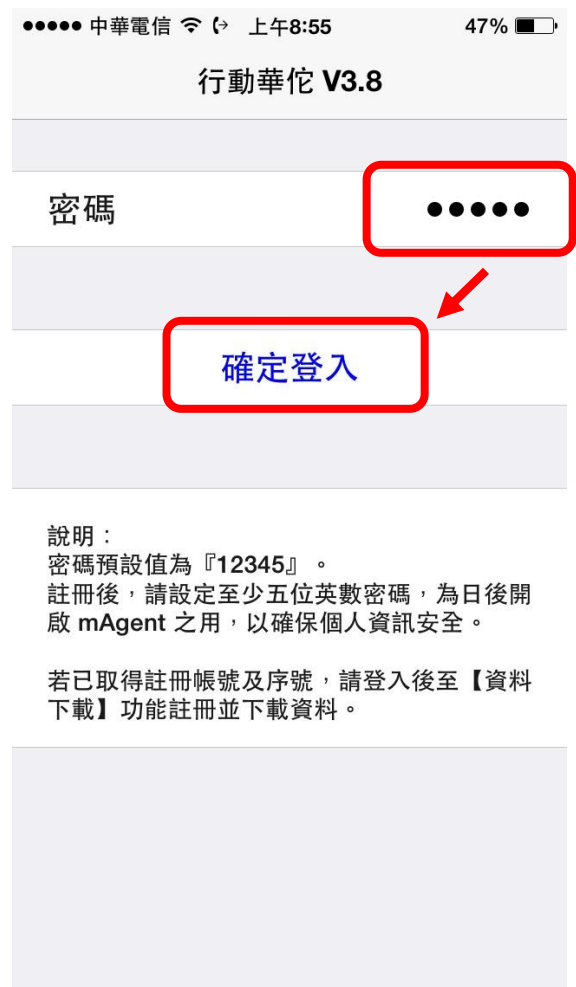 ●●●●● 中華電信 上午8:55 47%
行動華佗 V3.8
密碼 ●●●●●
確定登入
說明：
密碼預設值為『12345』。
註冊後，請設定至少五位英數密碼，為日後開
啟 mAgent 之用，以確保個人資訊安全。
若已取得註冊帳號及序號，請登入後至【資料
下載】功能註冊並下載資料。